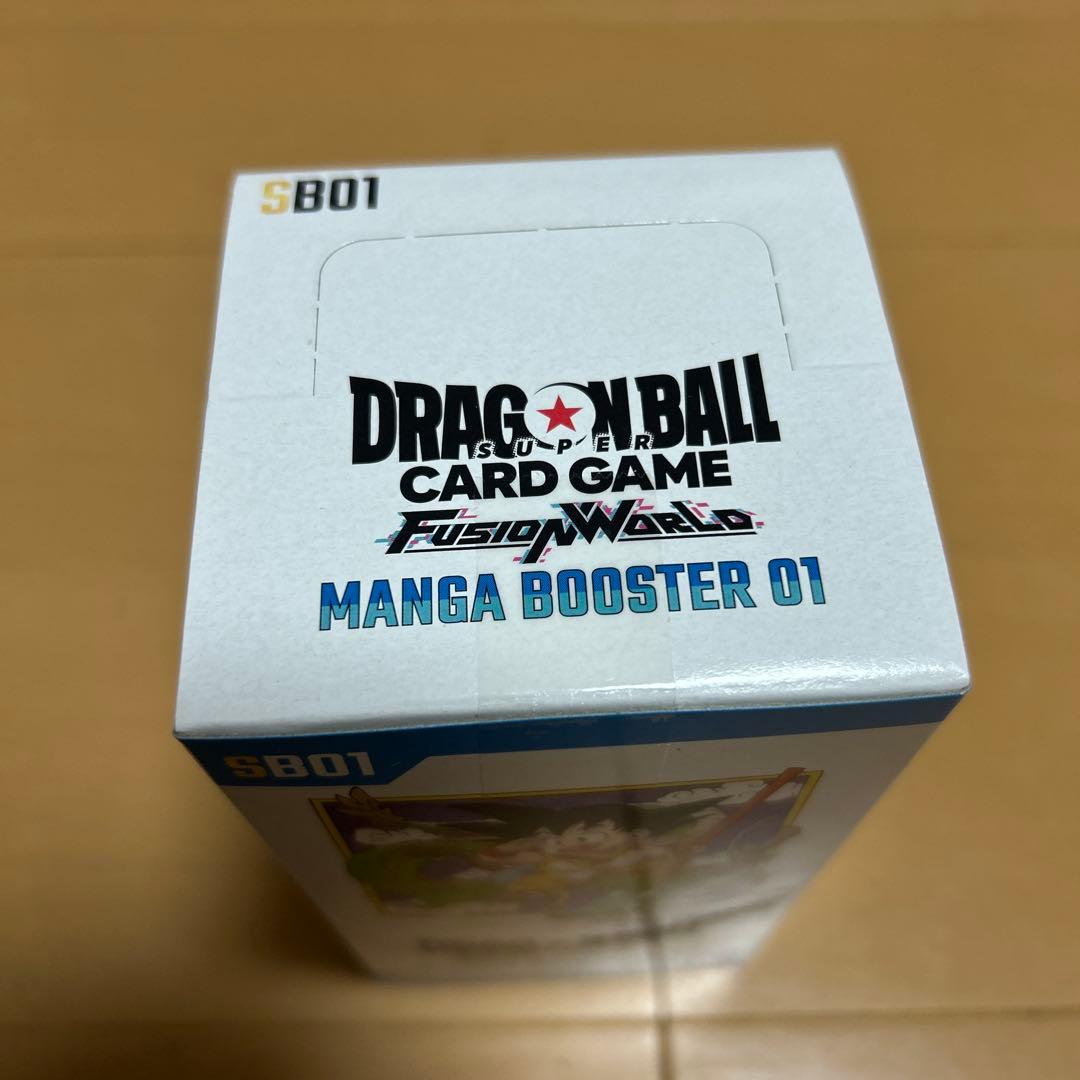 SB01
DRAGON BALL
SUPER
CARD GAME
FUSION WORLD
MANGA BOOSTER 01
SB01